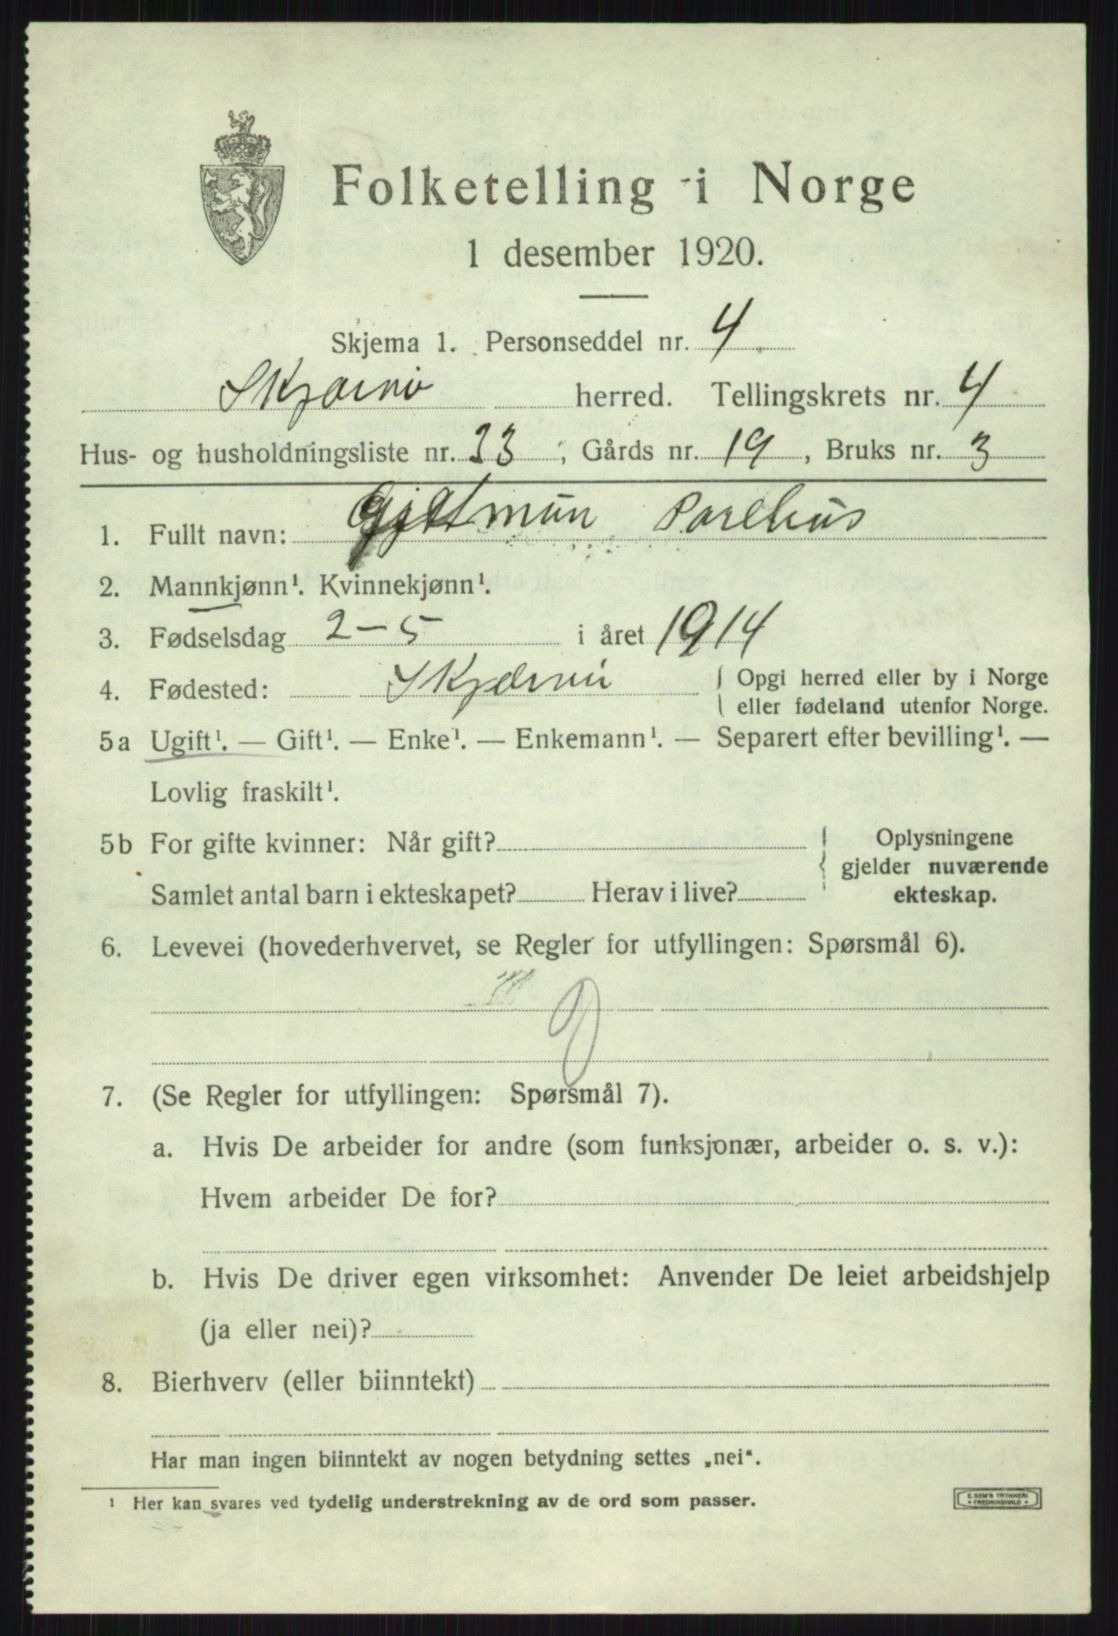 Folketelling i Norge
1 desember 1920.
Skjema 1. Personseddel nr. 4
Skjærnø herred. Tellingskrets nr. 4
Hus- og husholdningsliste nr. 33; Gårds nr. 19, Bruks nr. 3
1. Fullt navn:
2. Mannkjønn¹. Kvinnekjønn¹.
3. Fødselsdag 2-5 i året 1914
4. Fødested: Skjærnø { Opgi herred eller by i Norge
eller fødeland utenfor Norge.
5a Ugift¹. — Gift¹. — Enke¹. — Enkemann¹. — Separert efter bevilling¹. —
Lovlig fraskilt¹.
5b For gifte kvinner: Når gift? { Oplysningene
gjelder nuværende
Samlet antal barn i ekteskapet? Herav i live? ekteskap.
6. Levevei (hovederhvervet, se Regler for utfyllingen: Spørsmål 6).
7. (Se Regler for utfyllingen: Spørsmål 7).
a. Hvis De arbeider for andre (som funksjonær, arbeider o. s. v.):
Hvem arbeider De for?
b. Hvis De driver egen virksomhet: Anvender De leiet arbeidshjelp
(ja eller nei)?
8. Bierhverv (eller biinntekt)
Har man ingen biinntekt av nogen betydning settes „nei“.
¹ Her kan svares ved tydelig understrekning av de ord som passer.
E. SEM'S TRYKKERI
• FREDRIKSHALD •